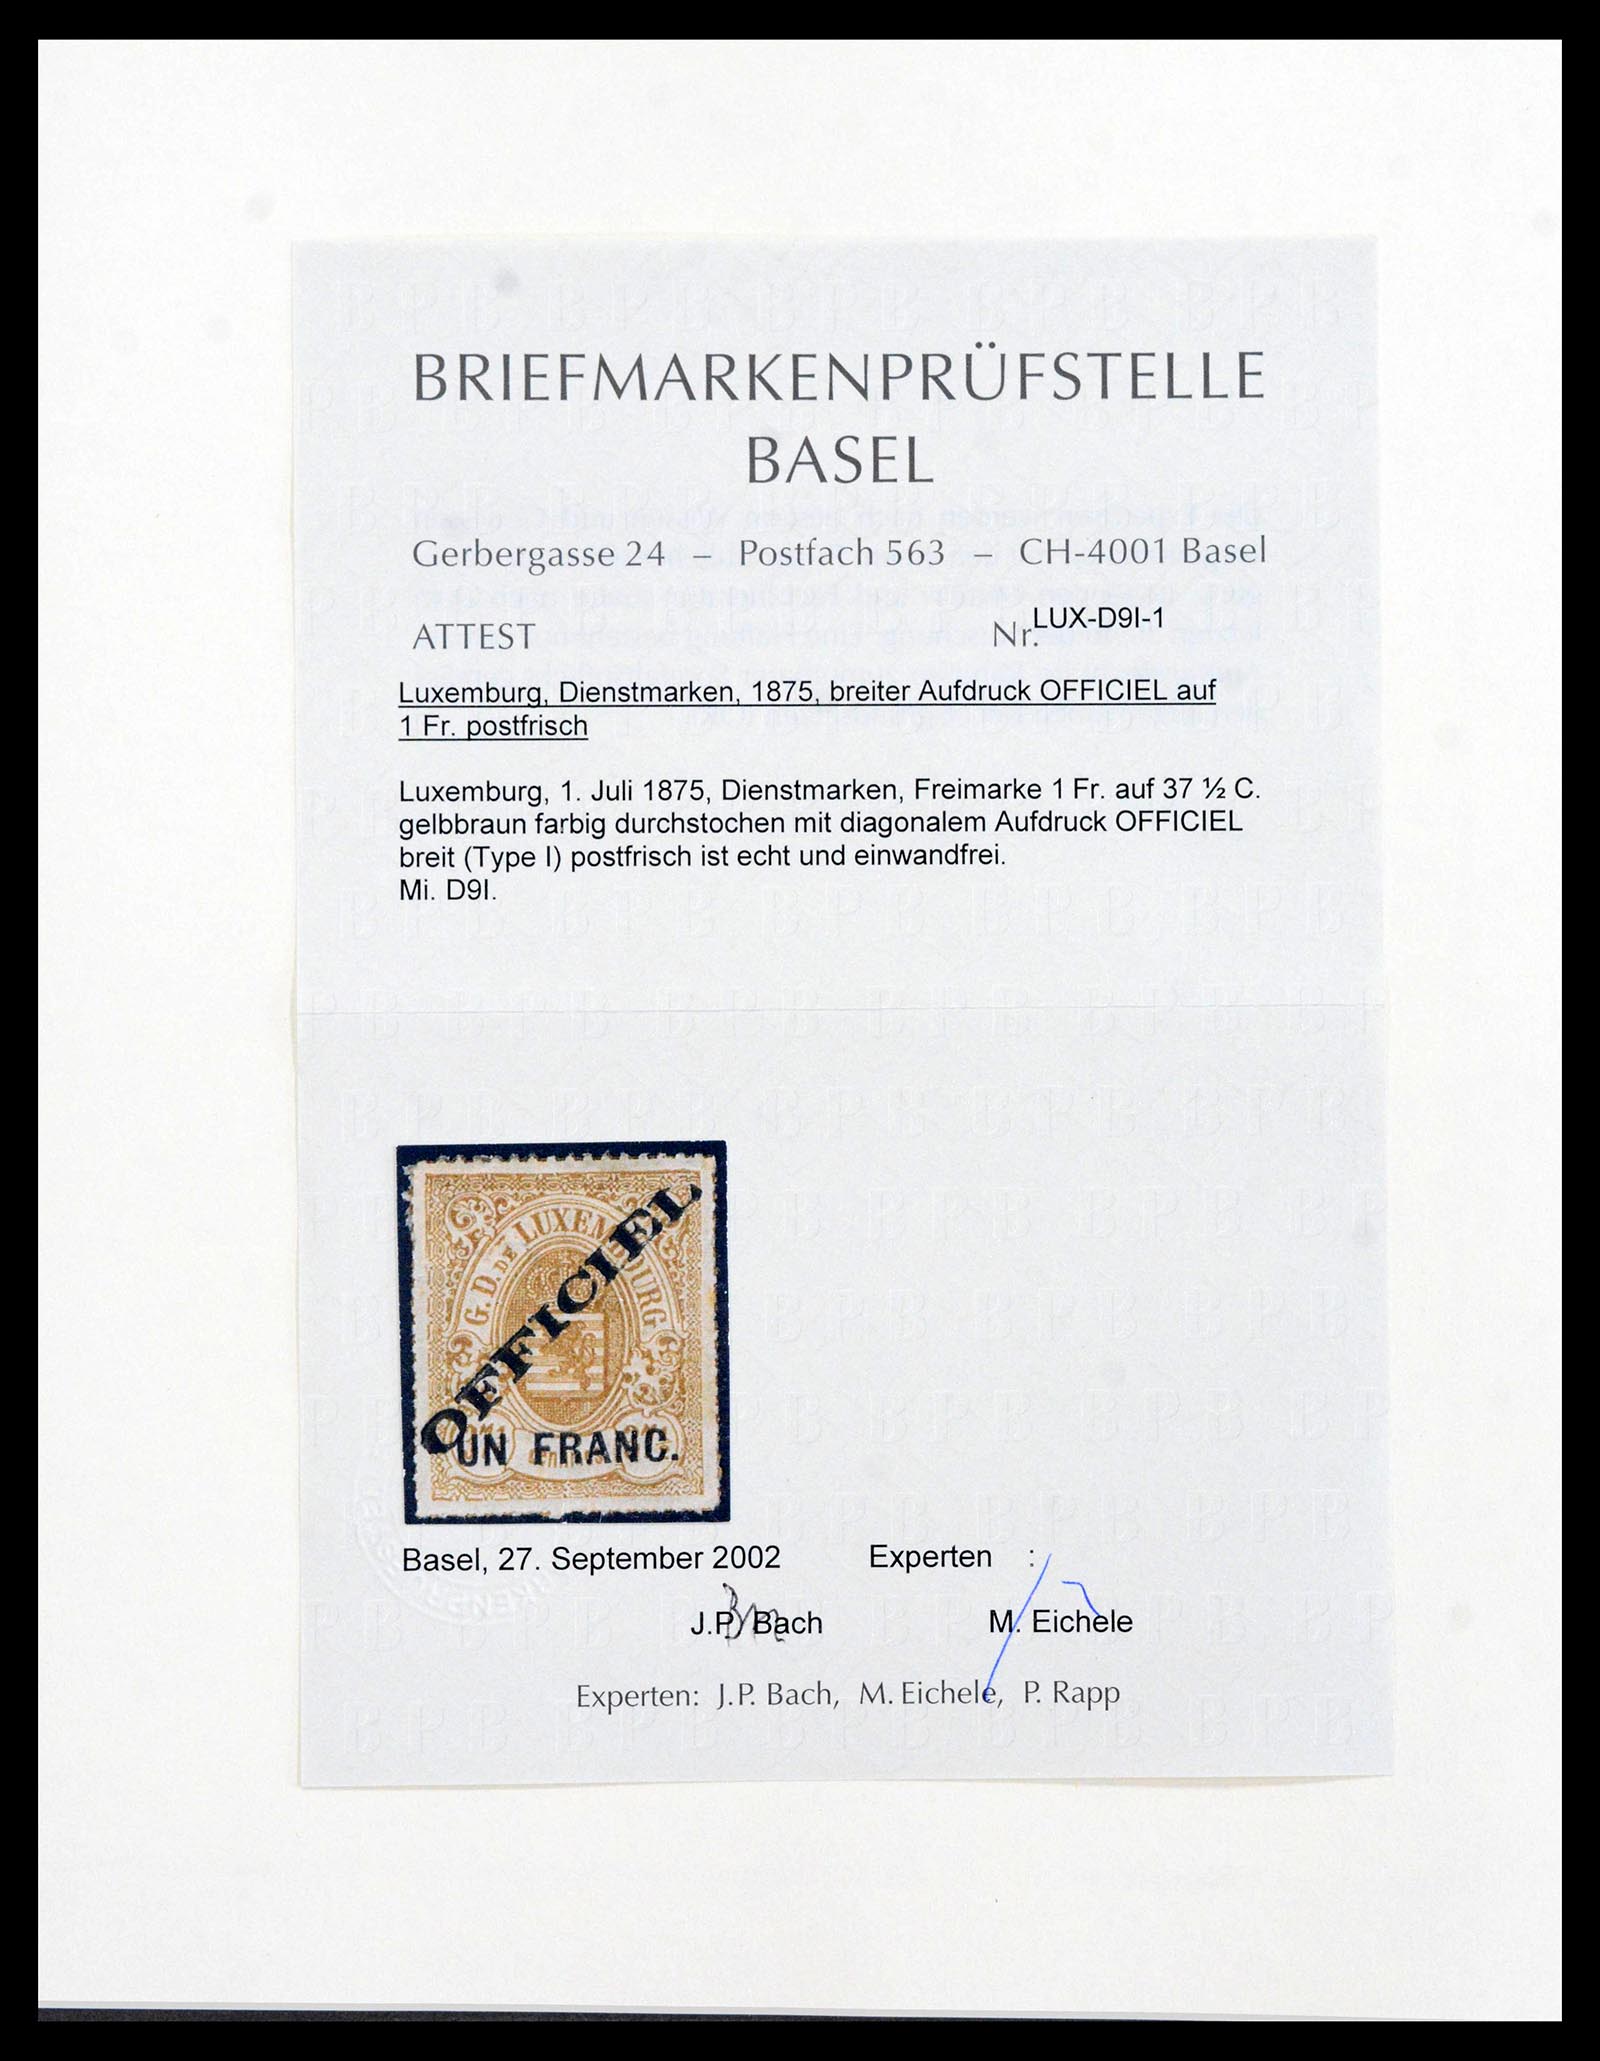 BRIEFMARKENPRÜFSTELLE
BASEL
Gerbergasse 24 – Postfach 563 – CH-4001 Basel
ATTEST Nr. LUX-D9I-1
Luxemburg, Dienstmarken, 1875, breiter Aufdruck OFFICIEL auf
1 Fr. postfrisch
Luxemburg, 1. Juli 1875, Dienstmarken, Freimarke 1 Fr. auf 37 ½ C.
gelbbraun farbig durchstochen mit diagonalem Aufdruck OFFICIEL
breit (Type I) postfrisch ist echt und einwandfrei.
Mi. D9I.
G.D. DE LUXEMBOURG
OFFICIEL
UN FRANC.
Basel, 27. September 2002 Experten :
J.P. Bach M. Eichele
Experten: J.P. Bach, M. Eichele, P. Rapp